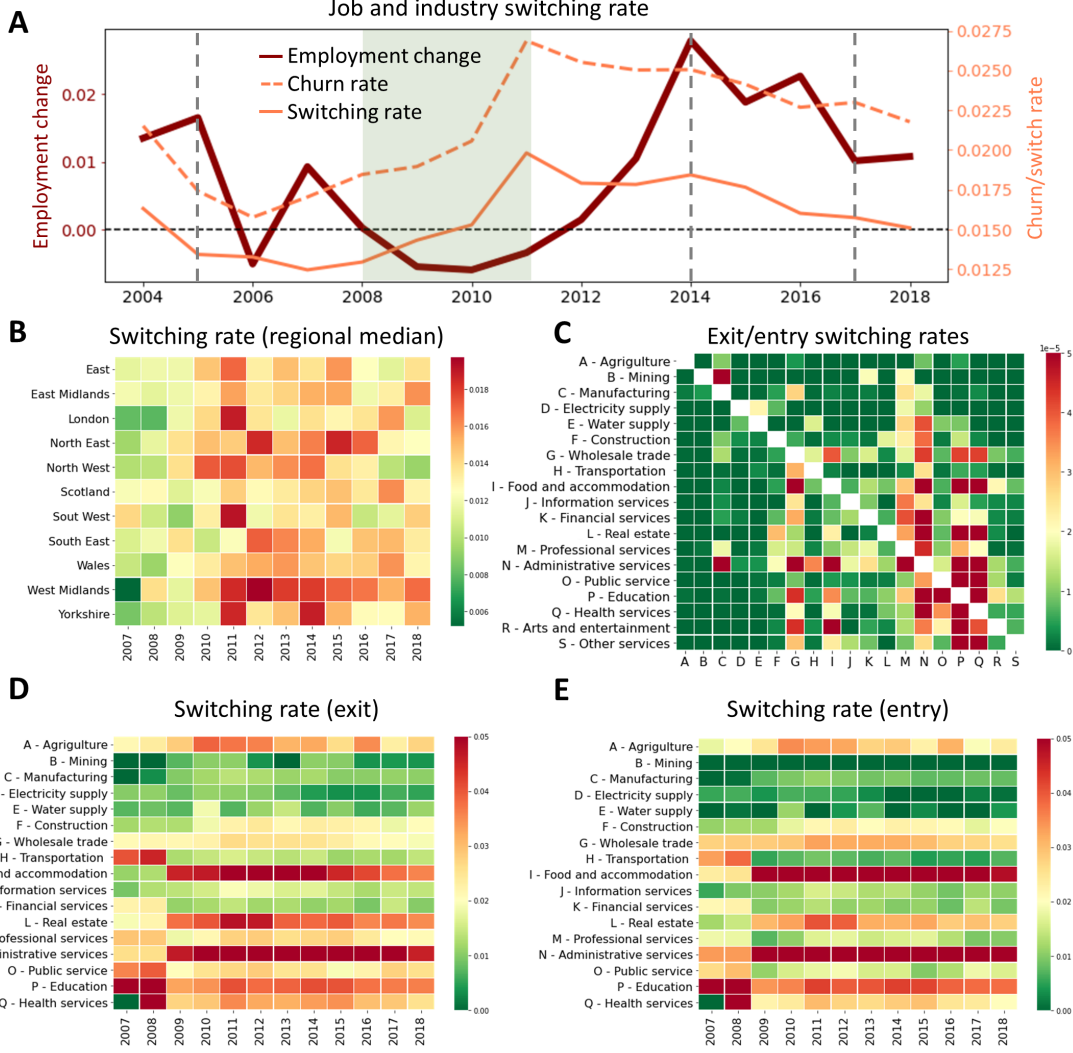 A
Job and industry switching rate
Employment change
Churn rate
Switching rate
Employment change
0.02
0.01
0.00
0.0275
0.0250
0.0225
0.0200
0.0175
0.0150
0.0125
Churn/switch rate
2004 2006 2008 2010 2012 2014 2016 2018
B
Switching rate (regional median)
East
East Midlands
London
North East
North West
Scotland
Sout West
South East
Wales
West Midlands
Yorkshire
2007 2008 2009 2010 2011 2012 2013 2014 2015 2016 2017 2018
0.018
0.016
0.014
0.012
0.010
0.008
0.006
C
Exit/entry switching rates
A - Agriculture
B - Mining
C - Manufacturing
D - Electricity supply
E - Water supply
F - Construction
G - Wholesale trade
H - Transportation
I - Food and accommodation
J - Information services
K - Financial services
L - Real estate
M - Professional services
N - Administrative services
O - Public service
P - Education
Q - Health services
R - Arts and entertainment
S - Other services
A B C D E F G H I J K L M N O P Q R S
1e-5
5
4
3
2
1
0
D
Switching rate (exit)
A - Agrigulture
B - Mining
C - Manufacturing
- Electricity supply
E - Water supply
F - Construction
G - Wholesale trade
H - Transportation
nd accommodation
nformation services
- Financial services
L - Real estate
ofessional services
ninistrative services
O - Public service
P - Education
Q - Health services
2007 2008 2009 2010 2011 2012 2013 2014 2015 2016 2017 2018
0.05
0.04
0.03
0.02
0.01
0.00
E
Switching rate (entry)
A - Agriculture
B - Mining
C - Manufacturing
D - Electricity supply
E - Water supply
F - Construction
G - Wholesale trade
H - Transportation
I - Food and accommodation
J - Information services
K - Financial services
L - Real estate
M - Professional services
N - Administrative services
O - Public service
P - Education
Q - Health services
2007 2008 2009 2010 2011 2012 2013 2014 2015 2016 2017 2018
0.05
0.04
0.03
0.02
0.01
0.00